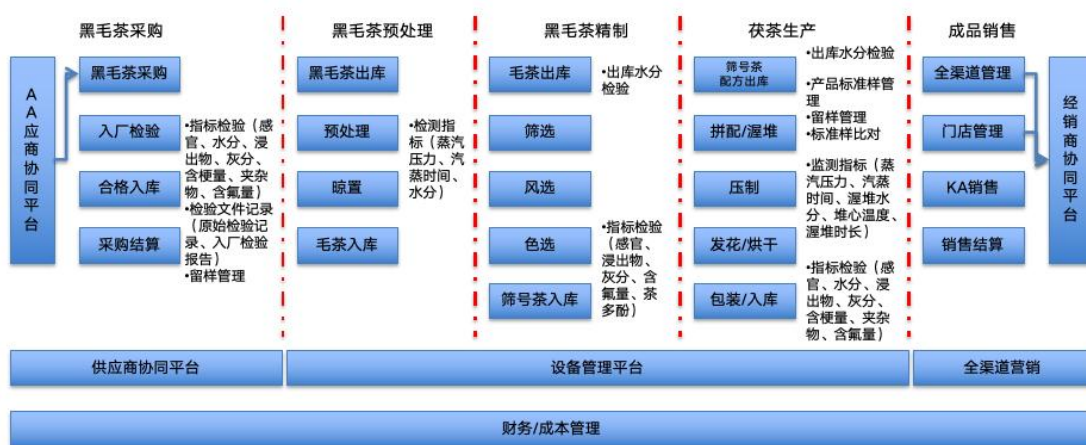 黑毛茶采购
黑毛茶预处理
黑毛茶精制
茯茶生产
成品销售
AA应商协同平台
黑毛茶采购
入厂检验
合格入库
采购结算
•指标检验（感
官、水分、浸
出物、灰分、
含梗量、夹杂
物、含氟量）
•检验文件记录
（原始检验记
录、入厂检验
报告）
•留样管理
黑毛茶出库
预处理
晾置
毛茶入库
•检测指
标（蒸汽
压力、汽
蒸时间、
水分）
毛茶出库
筛选
风选
色选
筛号茶入库
•出库水分
检验
•指标检验
（感官、
浸出物、
灰分、含
氟量、茶
多酚）
筛号茶
配方出库
拼配/渥堆
压制
发花/烘干
包装/入库
•出库水分检验
•产品标准样管
理
•留样管理
•标准样比对
•监测指标（蒸
汽压力、汽蒸
时间、渥堆水
分、堆心温度、
渥堆时长）
•指标检验（感
官、水分、浸
出物、灰分、
含梗量、夹杂
物、含氟量）
全渠道管理
门店管理
KA销售
销售结算
经销商协同平台
供应商协同平台
设备管理平台
全渠道营销
财务/成本管理